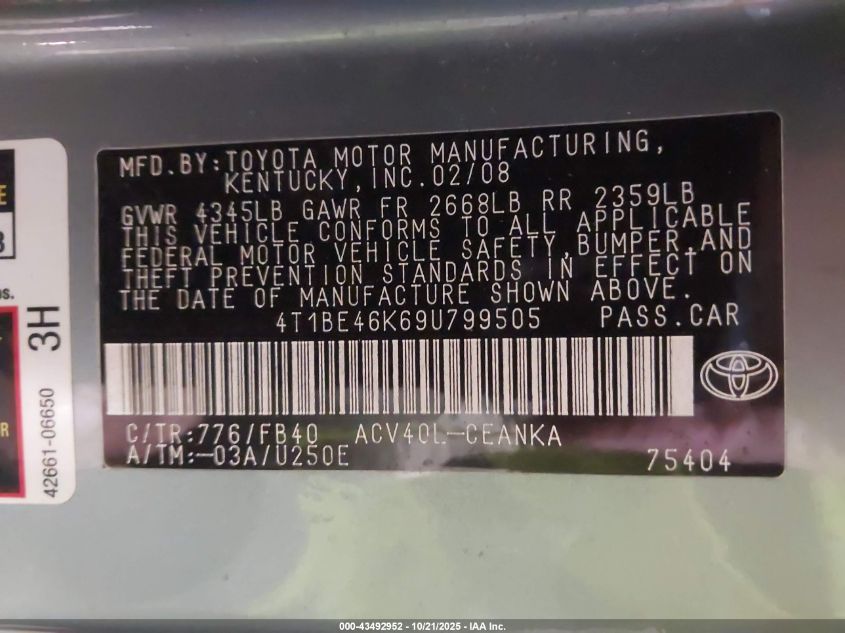 MFD.BY:TOYOTA MOTOR MANUFACTURING,
KENTUCKY,INC.02/08
GVWR 4345LB GAWR FR 2668LB RR 2359LB
THIS VEHICLE CONFORMS TO ALL APPLICABLE
FEDERAL MOTOR VEHICLE SAFETY,BUMPER,AND
THEFT PREVENTION STANDARDS IN EFFECT ON
THE DATE OF MANUFACTURE SHOWN ABOVE.
4T1BE46K69U799505 PASS.CAR
C/TR:776/FB40 ACV40L-CEANKA
A/TM:-03A/U250E 75404
3H
42661-06650
000-43492952 - 10/21/2025 - IAA Inc.